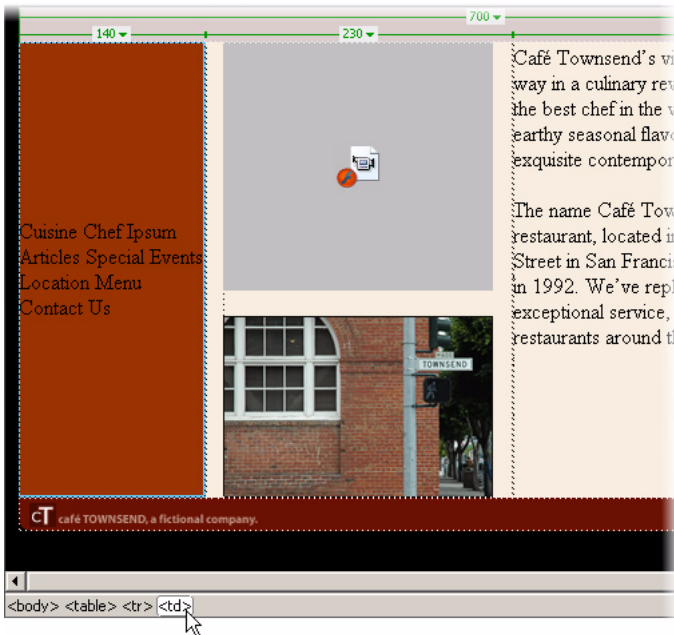 700
140
230
Café Townsend's vi
way in a culinary rev
the best chef in the v
earthy seasonal flav
exquisite contempor
The name Café Tow
restaurant, located in
Street in San Franci
in 1992. We've repl
exceptional service,
restaurants around t
Cuisine Chef Ipsum
Articles Special Events
Location Menu
Contact Us
TOWNSEND
cT café TOWNSEND, a fictional company.
<body> <table> <tr> <td>